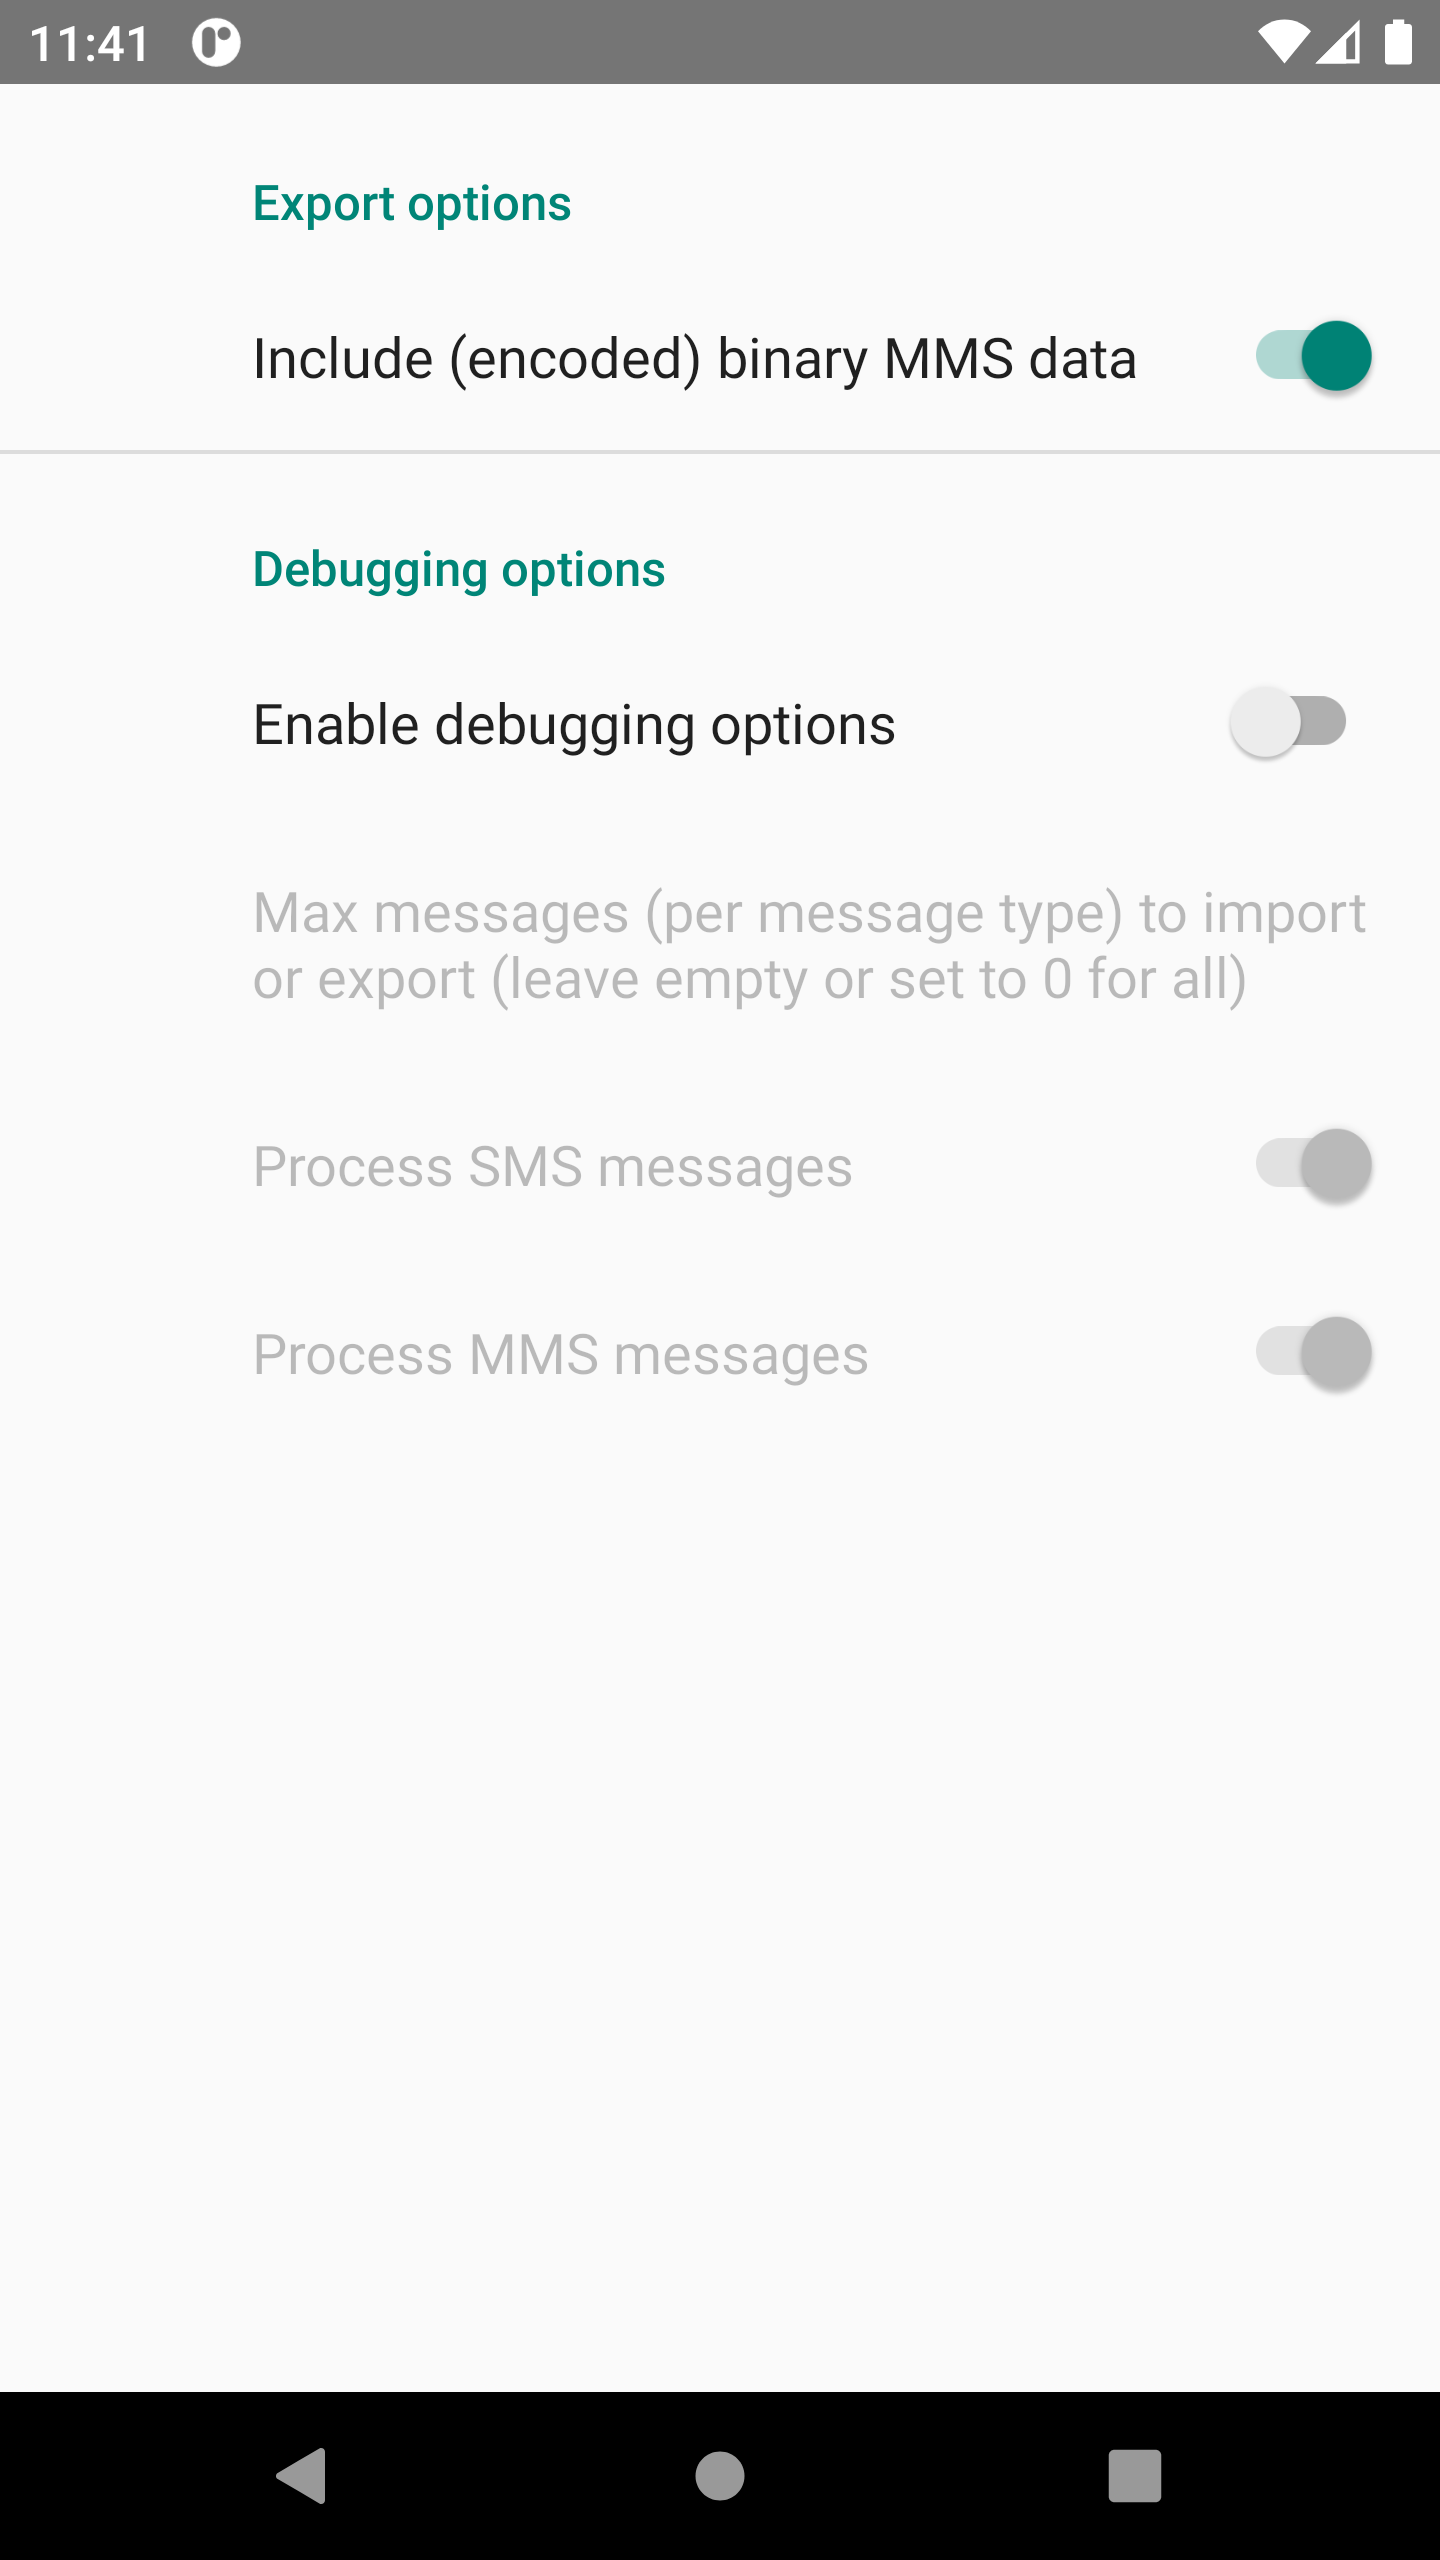 11:41
Export options
Include (encoded) binary MMS data
Debugging options
Enable debugging options
Max messages (per message type) to import
or export (leave empty or set to 0 for all)
Process SMS messages
Process MMS messages